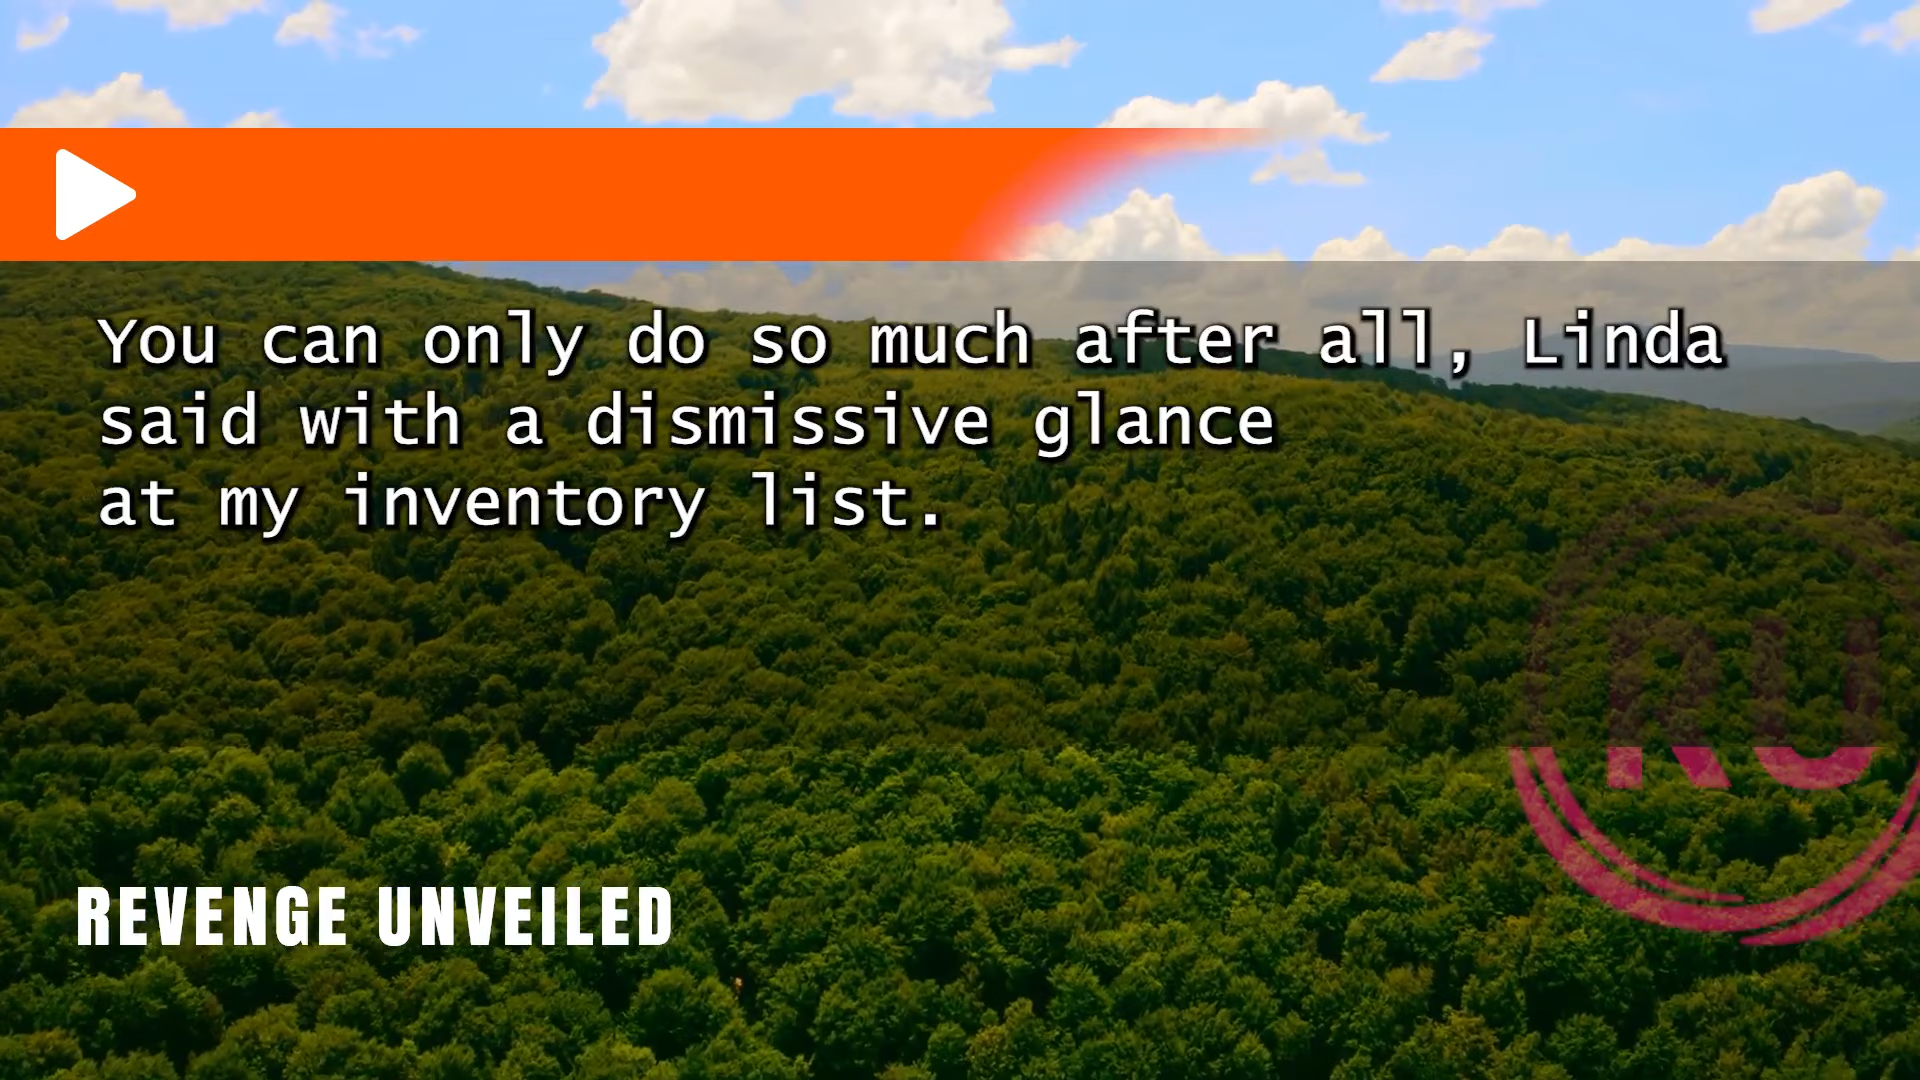 You can only do so much after all, Linda
said with a dismissive glance
at my inventory list.
RU
REVENGE UNVEILED